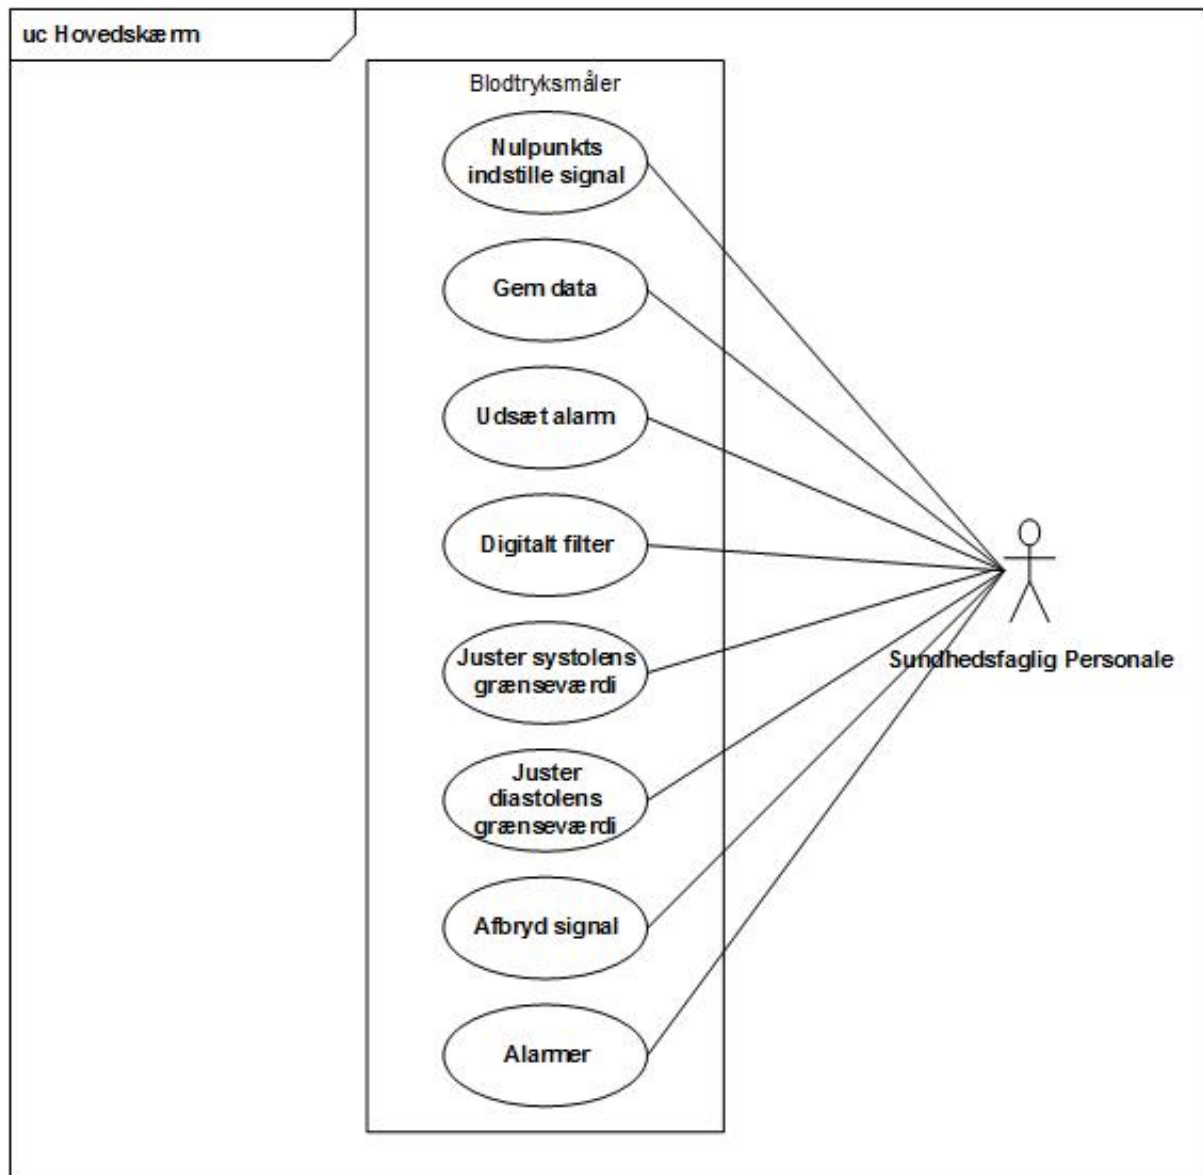 uc Hovedskærm
Blodtryksmåler
Nulpunkts
indstille signal
Gem data
Udsæt alarm
Digitalt filter
Juster systolens
grænseværdi
Juster
diastolens
grænseværdi
Afbryd signal
Alarmer
Sundhedsfaglig Personale